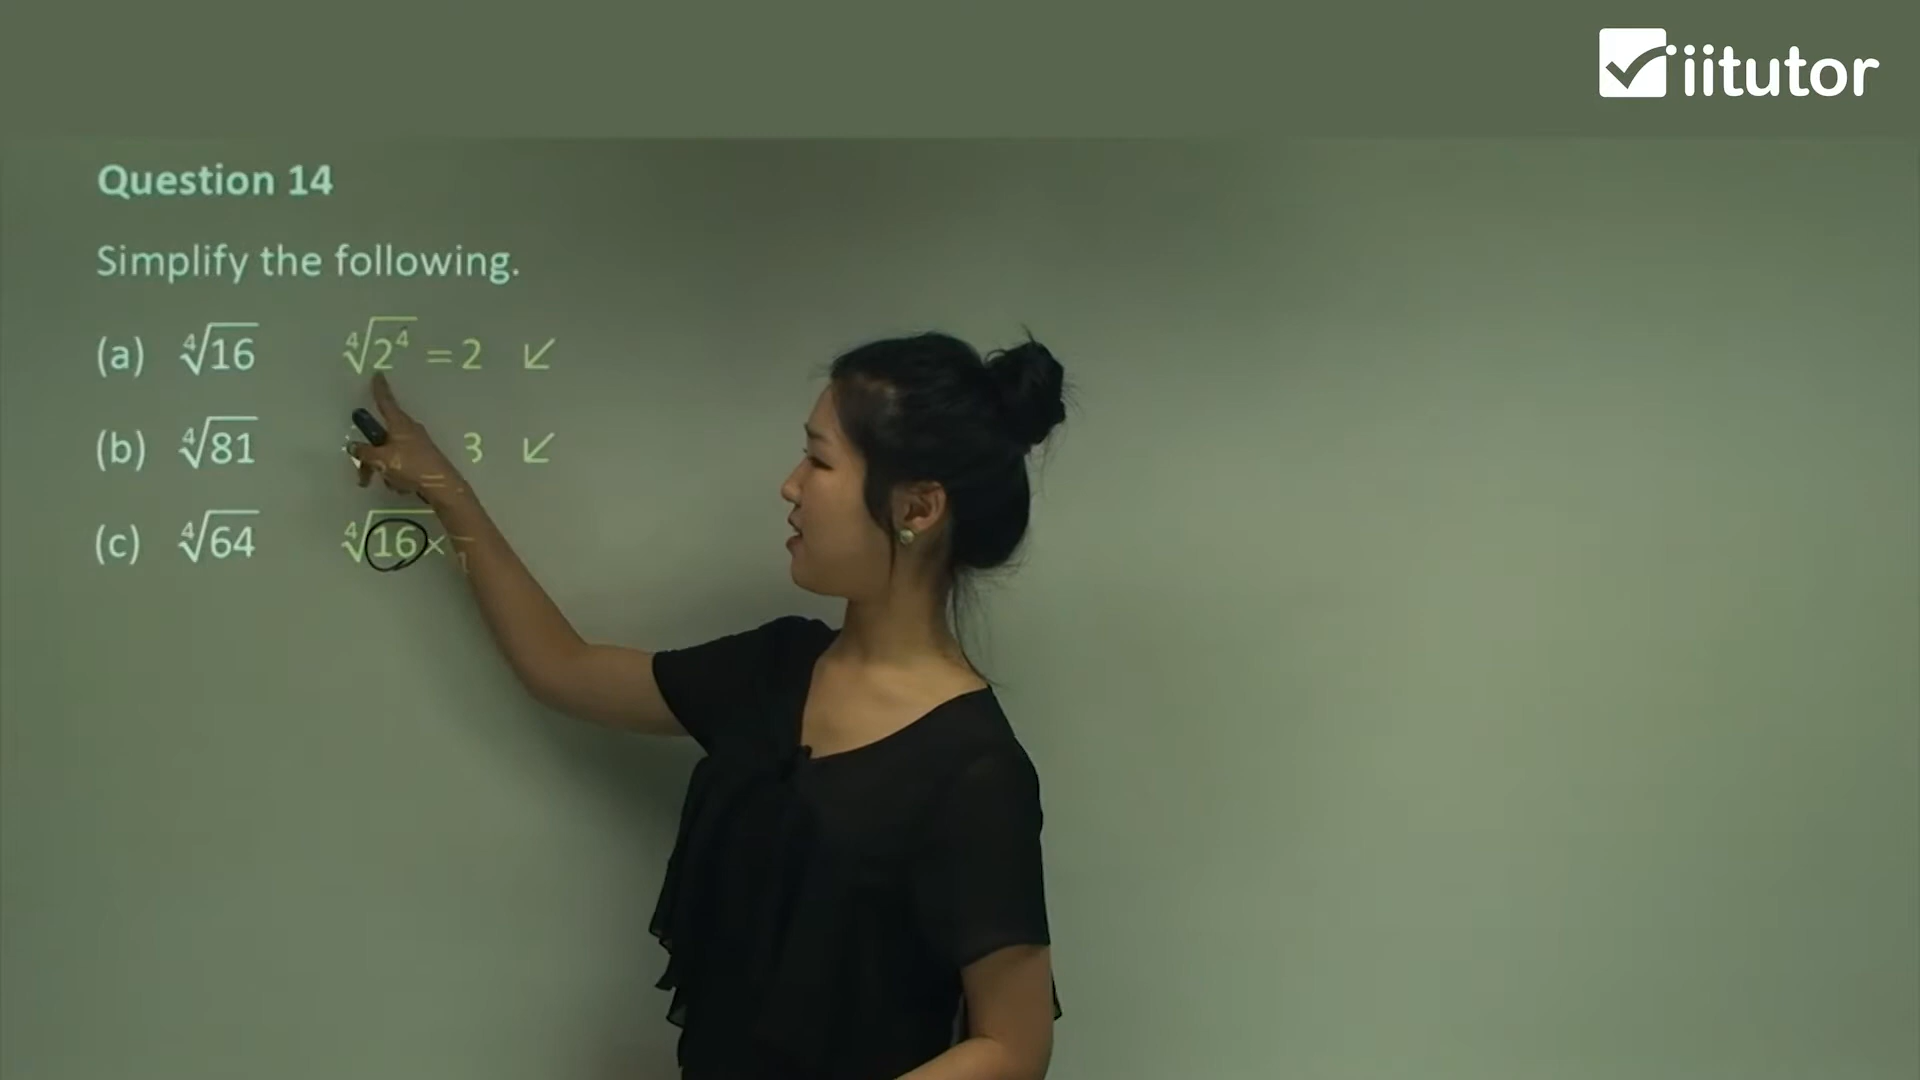 iitutor
Question 14
Simplify the following.
(a) ∜16 ∜2⁴ = 2 ↙
(b) ∜81 3 ↙
(c) ∜64 ∜16 ×